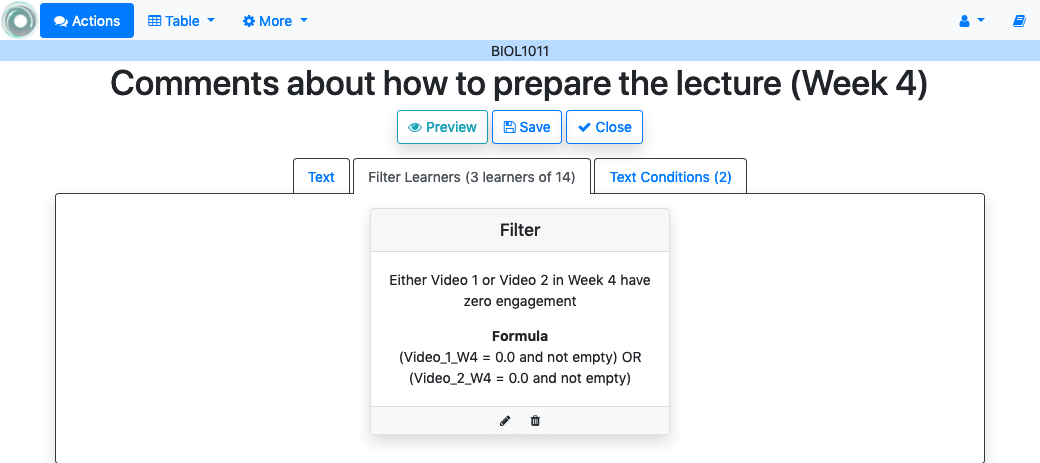 Actions Table More
BIOL1011
Comments about how to prepare the lecture (Week 4)
Preview Save Close
Text Filter Learners (3 learners of 14) Text Conditions (2)
Filter
Either Video 1 or Video 2 in Week 4 have
zero engagement
Formula
(Video_1_W4 = 0.0 and not empty) OR
(Video_2_W4 = 0.0 and not empty)